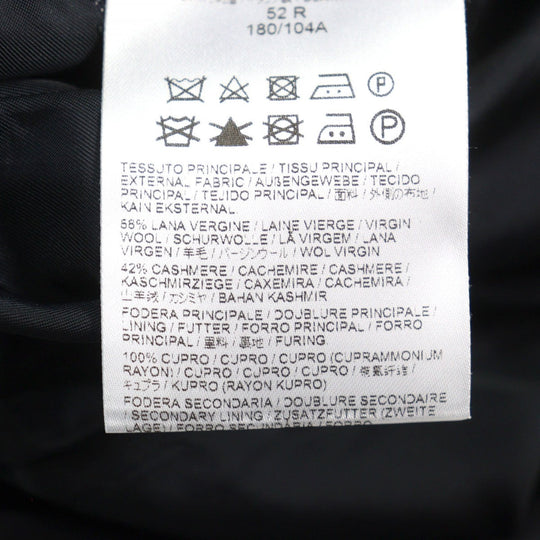 52 R
180/104A
P
P
TESSUTO PRINCIPALE / TISSU PRINCIPAL /
EXTERNAL FABRIC / AUßENGEWEBE / TECIDO
PRINCIPAL / TEJIDO PRINCIPAL / 面料 / 外側の布地 /
KAIN EKSTERNAL
58% LANA VERGINE / LAINE VIERGE / VIRGIN
WOOL / SCHURWOLLE / LÃ VIRGEM / LANA
VIRGEN / 羊毛 / バージンウール / WOL VIRGIN
42% CASHMERE / CACHEMIRE / CASHMERE /
KASCHMIRZIEGE / CAXEMIRA / CACHEMIRA /
山羊绒 / カシミヤ / BAHAN KASHMIR
FODERA PRINCIPALE / DOUBLURE PRINCIPALE /
LINING / FUTTER / FORRO PRINCIPAL / FORRO
PRINCIPAL / 里料 / 裏地 / FURING
100% CUPRO / CUPRO / CUPRO (CUPRAMMONIUM
RAYON) / CUPRO / CUPRO / CUPRO /
キュプラ / KUPRO (RAYON KUPRO)
FODERA SECONDARIA / DOUBLURE SECONDAIRE
/ SECONDARY LINING / ZUSATZFUTTER (ZWEITE
LAGE) / FORRO SECUNDARIO /